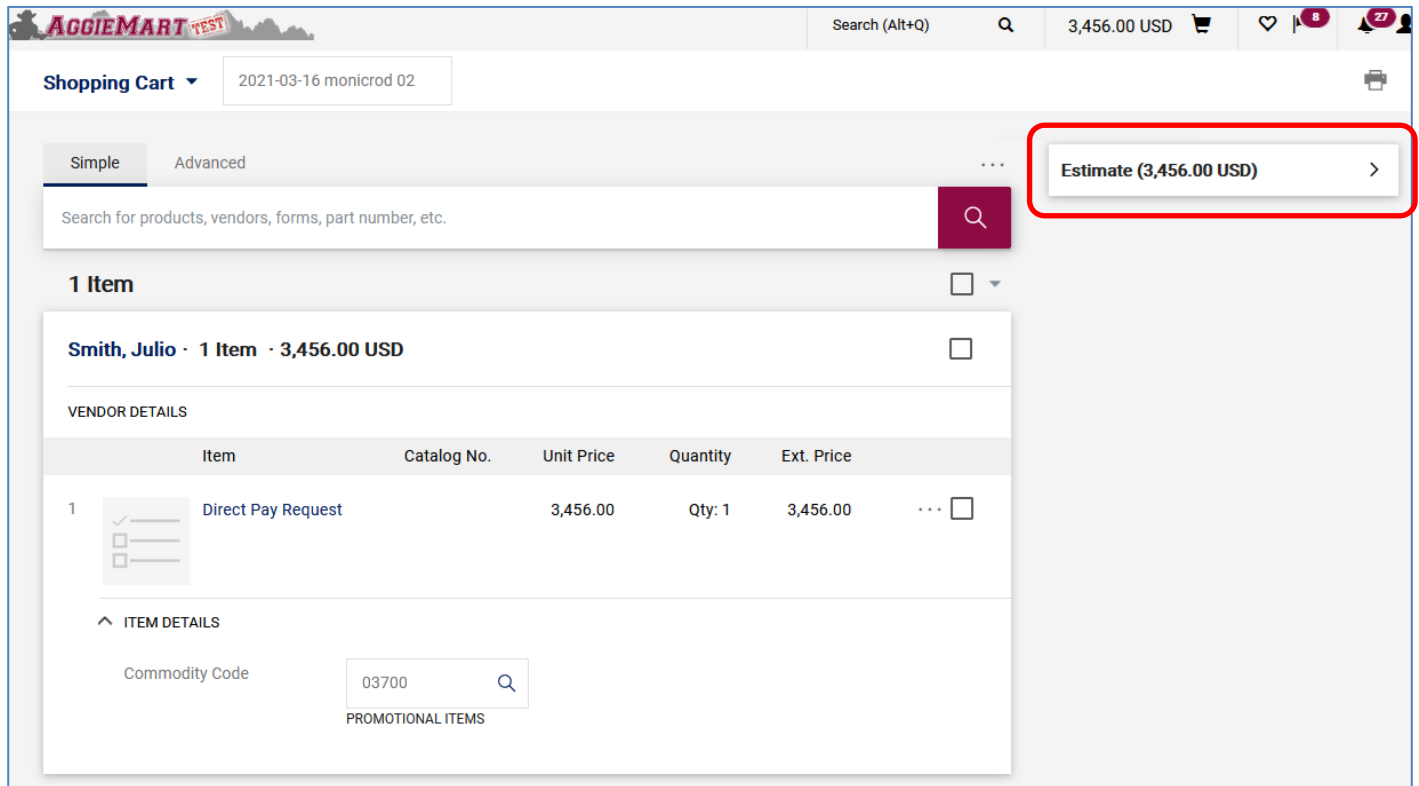 AGGIEMART TEST
Search (Alt+Q)
3,456.00 USD
8
27
Shopping Cart
2021-03-16 monicrod 02
Simple Advanced
...
Estimate (3,456.00 USD)
Search for products, vendors, forms, part number, etc.
1 Item
Smith, Julio · 1 Item · 3,456.00 USD
VENDOR DETAILS
Item Catalog No. Unit Price Quantity Ext. Price
1 Direct Pay Request 3,456.00 Qty: 1 3,456.00 ...
ITEM DETAILS
Commodity Code 03700
PROMOTIONAL ITEMS